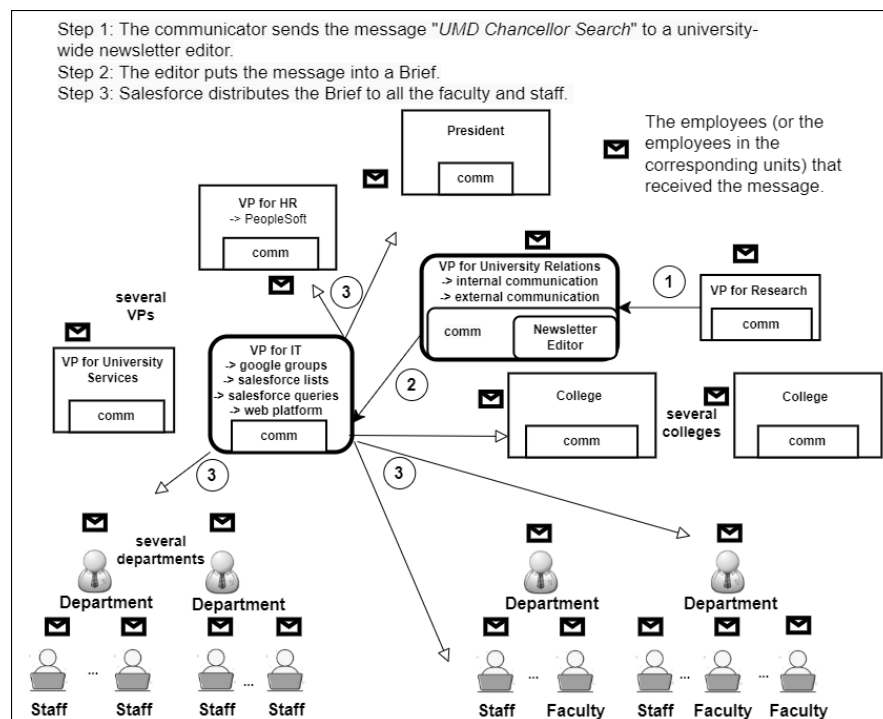 Step 1: The communicator sends the message "UMD Chancellor Search" to a university-
wide newsletter editor.
Step 2: The editor puts the message into a Brief.
Step 3: Salesforce distributes the Brief to all the faculty and staff.
President
comm
The employees (or the
employees in the
corresponding units) that
received the message.
VP for HR
-> PeopleSoft
comm
3
VP for University Relations
-> internal communication
-> external communication
comm
Newsletter
Editor
1
VP for Research
comm
several
VPs
VP for University
Services
comm
VP for IT
-> google groups
-> salesforce lists
-> salesforce queries
-> web platform
comm
2
College
comm
several
colleges
College
comm
3
3
several
departments
Department
Department
Department
Department
...
...
...
...
...
Staff
Staff
Staff
Staff
Staff
Faculty
Staff
Faculty
Faculty